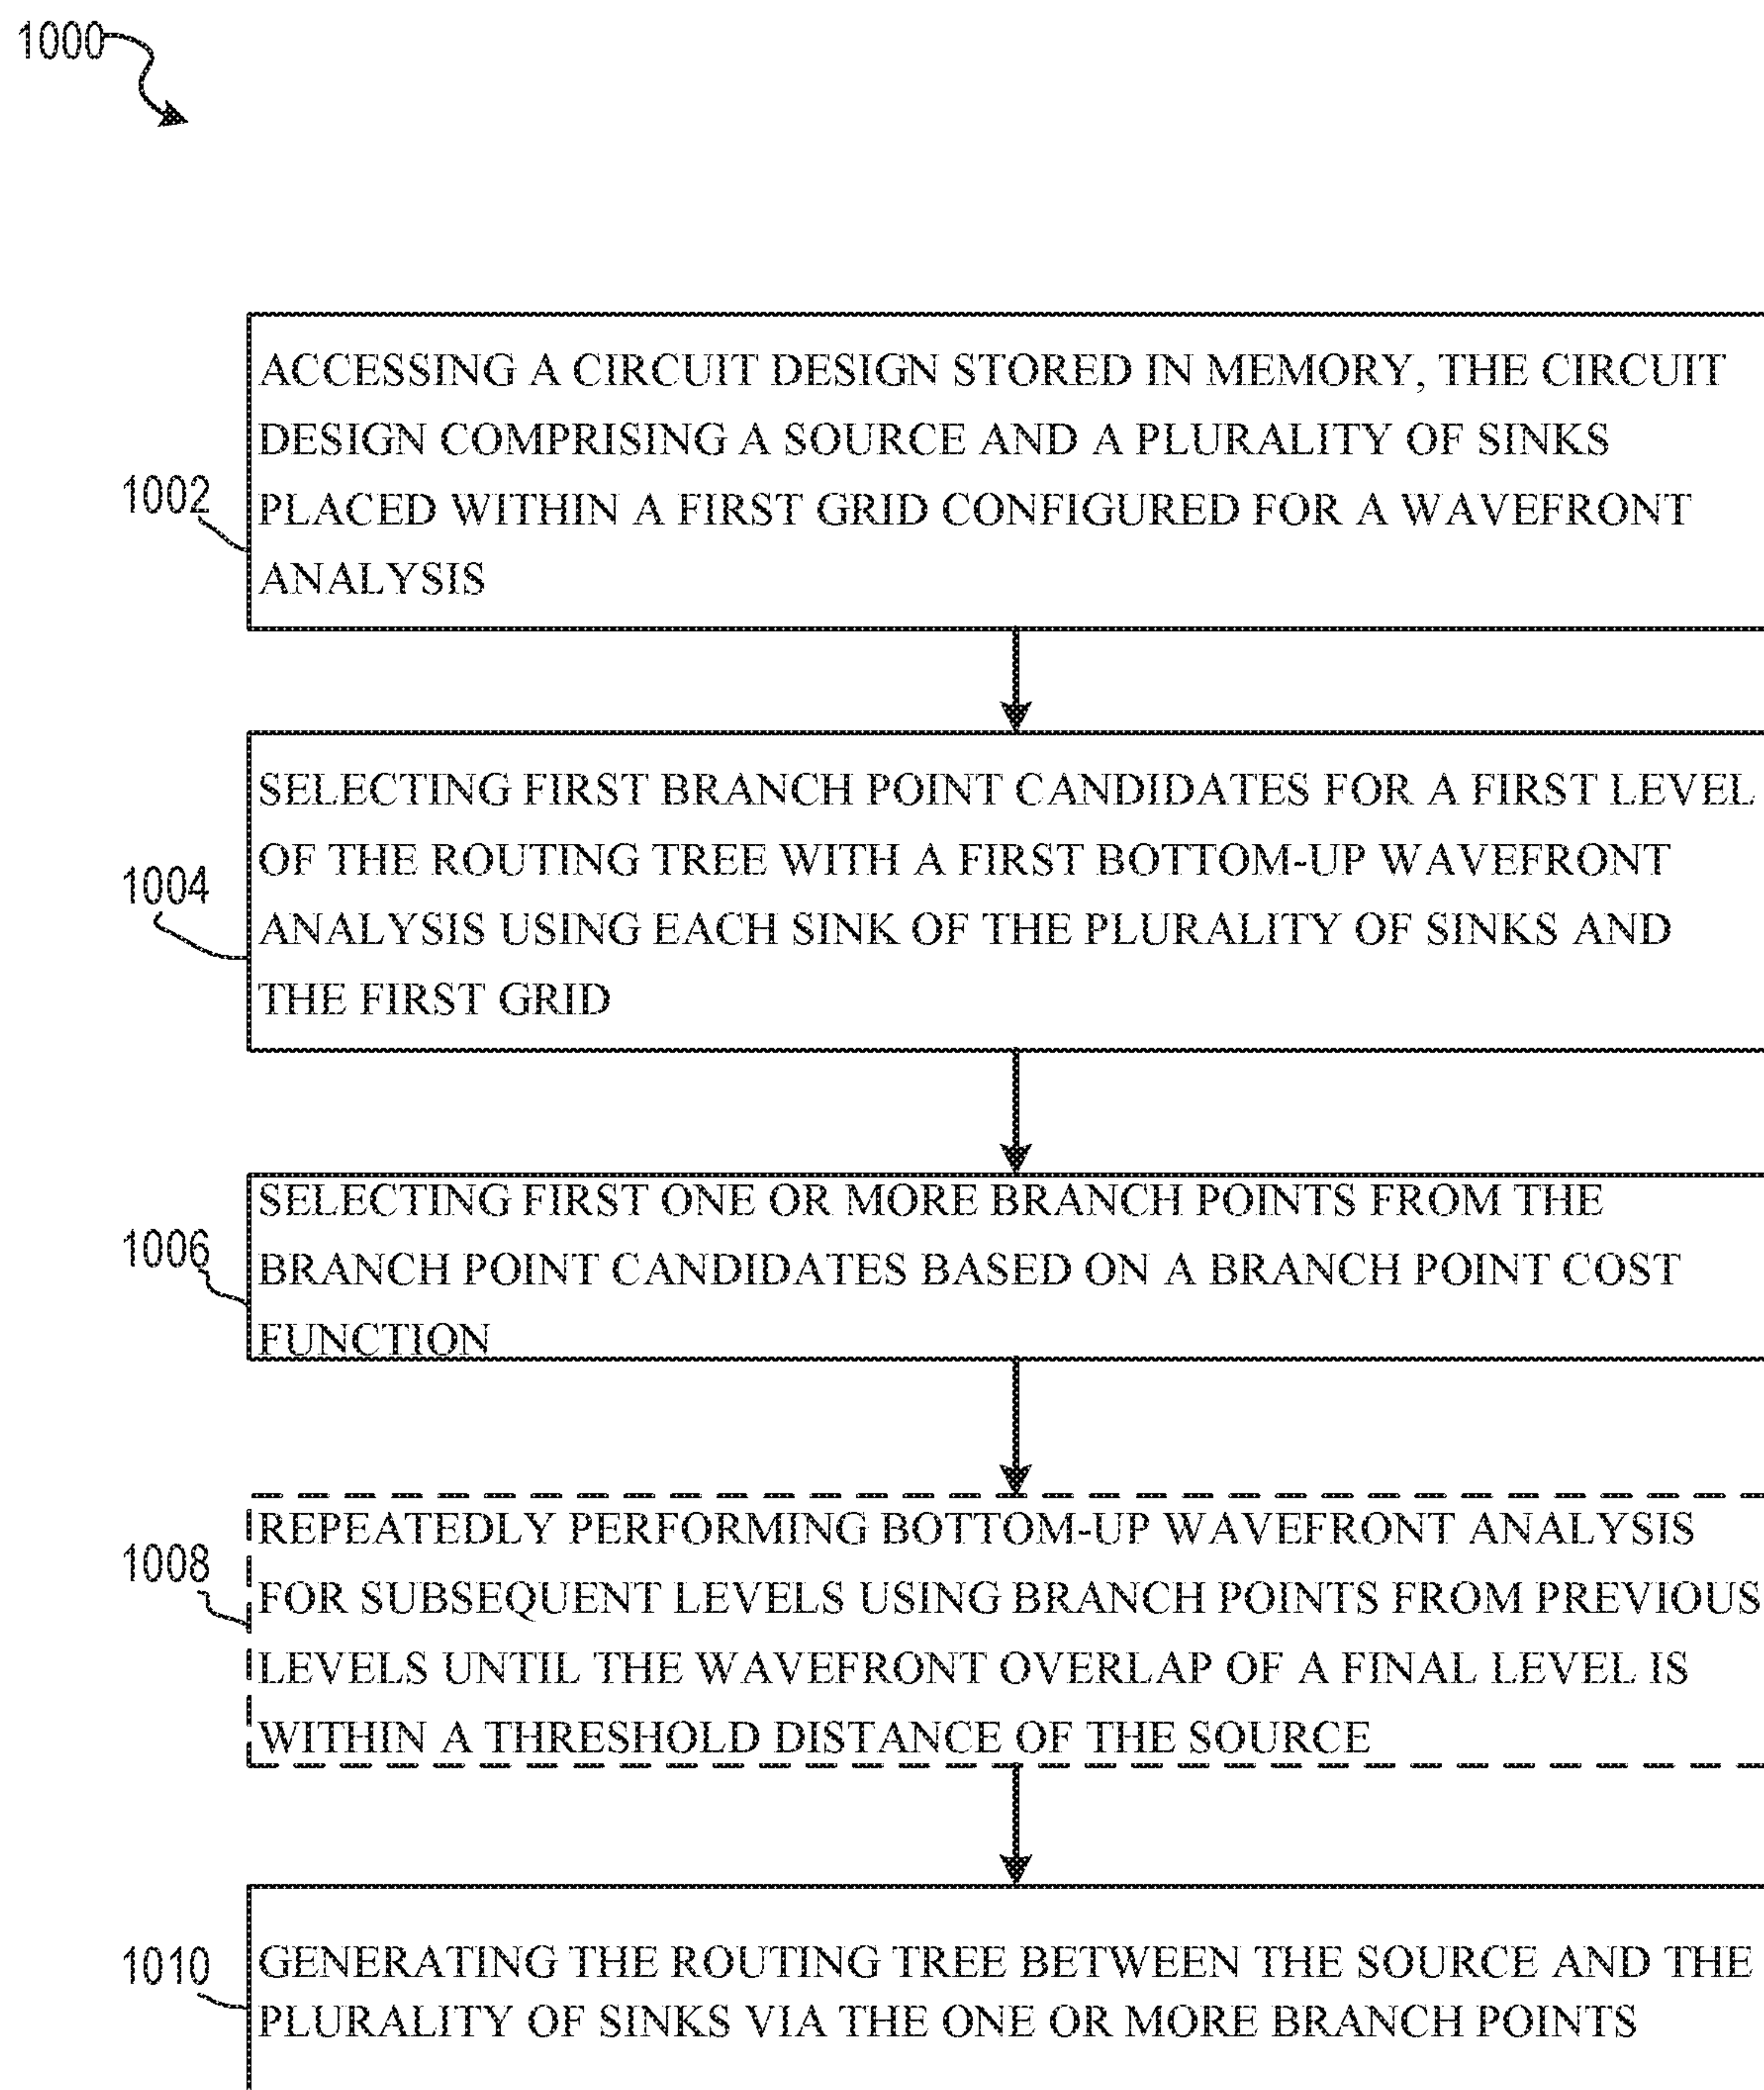 1000
ACCESSING A CIRCUIT DESIGN STORED IN MEMORY, THE CIRCUIT
DESIGN COMPRISING A SOURCE AND A PLURALITY OF SINKS
PLACED WITHIN A FIRST GRID CONFIGURED FOR A WAVEFRONT
ANALYSIS
1002
SELECTING FIRST BRANCH POINT CANDIDATES FOR A FIRST LEVEL
OF THE ROUTING TREE WITH A FIRST BOTTOM-UP WAVEFRONT
ANALYSIS USING EACH SINK OF THE PLURALITY OF SINKS AND
THE FIRST GRID
1004
SELECTING FIRST ONE OR MORE BRANCH POINTS FROM THE
BRANCH POINT CANDIDATES BASED ON A BRANCH POINT COST
FUNCTION
1006
REPEATEDLY PERFORMING BOTTOM-UP WAVEFRONT ANALYSIS
FOR SUBSEQUENT LEVELS USING BRANCH POINTS FROM PREVIOUS
LEVELS UNTIL THE WAVEFRONT OVERLAP OF A FINAL LEVEL IS
WITHIN A THRESHOLD DISTANCE OF THE SOURCE
1008
GENERATING THE ROUTING TREE BETWEEN THE SOURCE AND THE
PLURALITY OF SINKS VIA THE ONE OR MORE BRANCH POINTS
1010